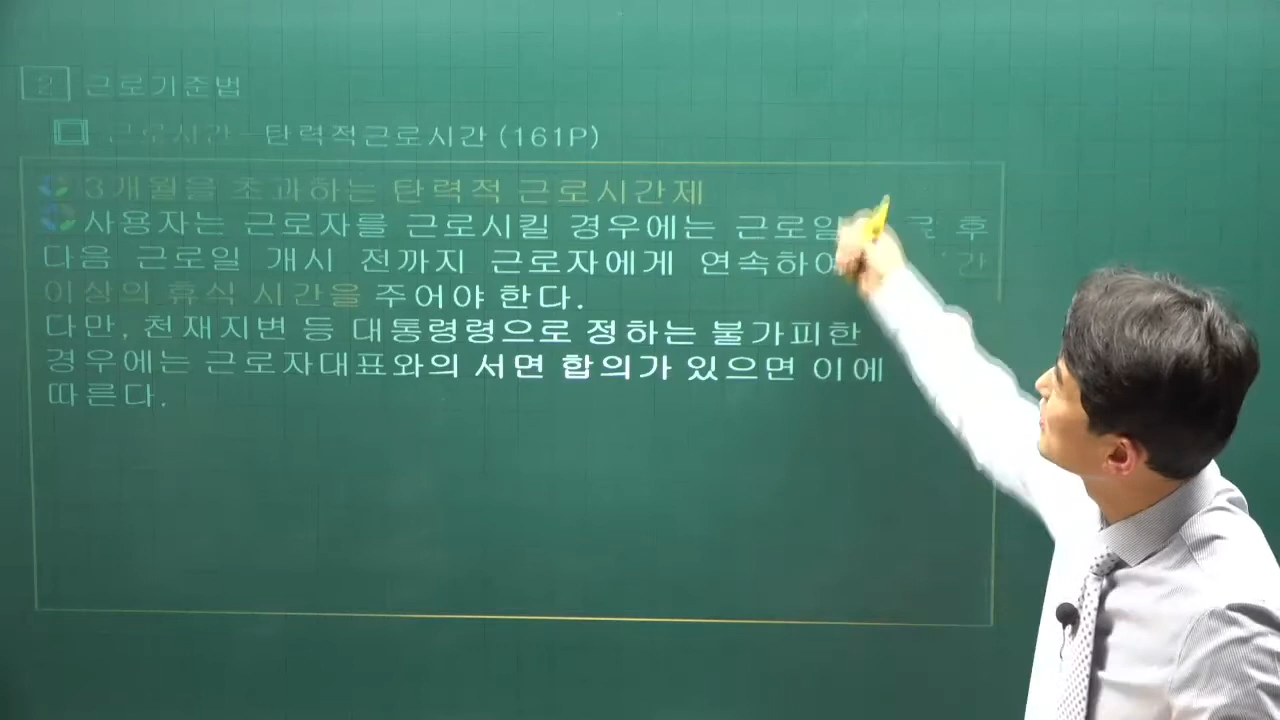 2 근로기준법
근로시간 - 탄력적근로시간 (161P)
3개월을 초과하는 탄력적 근로시간제
사용자는 근로자를 근로시킬 경우에는 근로일 후
다음 근로일 개시 전까지 근로자에게 연속하여 간
이상의 휴식 시간을 주어야 한다.
다만, 천재지변 등 대통령령으로 정하는 불가피한
경우에는 근로자대표와의 서면 합의가 있으면 이에
따른다.